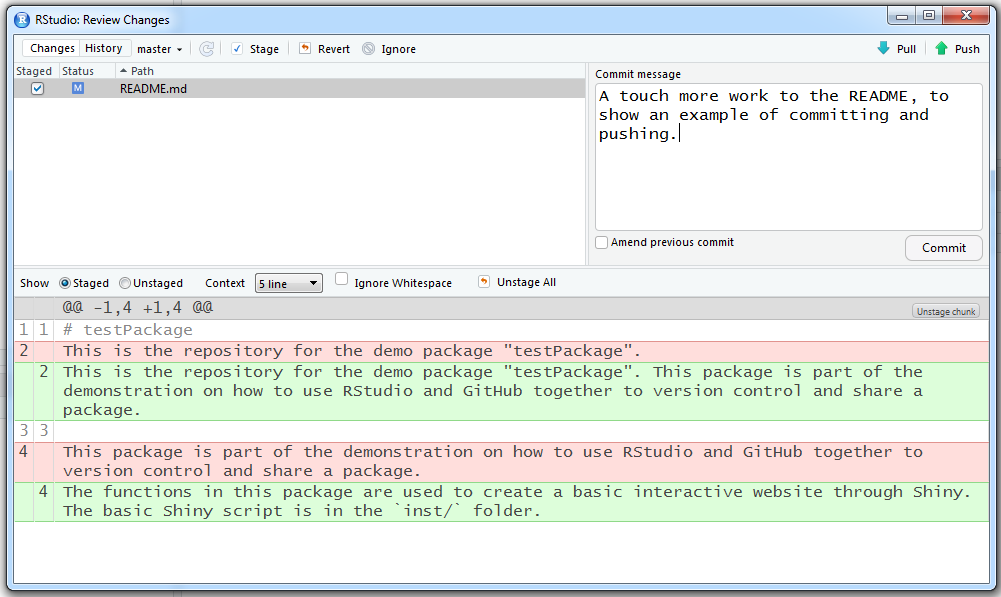 RStudio: Review Changes
Changes History master Stage Revert Ignore Pull Push
Staged Status Path
M README.md
Commit message
A touch more work to the README, to
show an example of committing and
pushing.
Amend previous commit
Commit
Show Staged Unstaged Context 5 line Ignore Whitespace Unstage All
@@ -1,4 +1,4 @@
Unstage chunk
1 1 # testPackage
2 This is the repository for the demo package "testPackage".
2 This is the repository for the demo package "testPackage". This package is part of the
demonstration on how to use RStudio and GitHub together to version control and share a
package.
3 3
4 This package is part of the demonstration on how to use RStudio and GitHub together to
version control and share a package.
4 The functions in this package are used to create a basic interactive website through Shiny.
The basic Shiny script is in the `inst/` folder.